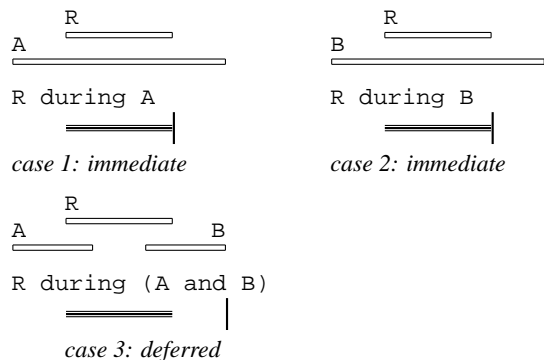 R
A
R during A
case 1: immediate
R
B
R during B
case 2: immediate
R
A B
R during (A and B)
case 3: deferred